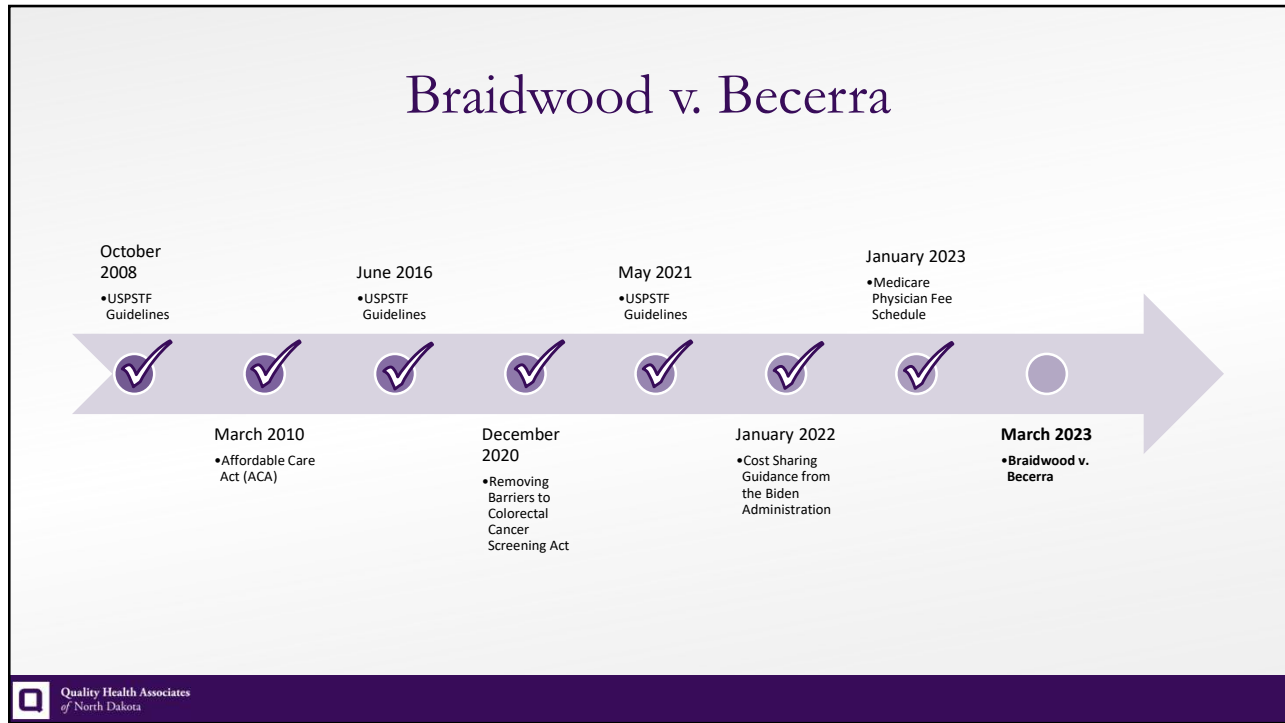 Braidwood v. Becerra
October
2008
•USPSTF
Guidelines
March 2010
•Affordable Care
Act (ACA)
June 2016
•USPSTF
Guidelines
December
2020
•Removing
Barriers to
Colorectal
Cancer
Screening Act
May 2021
•USPSTF
Guidelines
January 2022
•Cost Sharing
Guidance from
the Biden
Administration
January 2023
•Medicare
Physician Fee
Schedule
March 2023
•Braidwood v.
Becerra
Quality Health Associates
of North Dakota